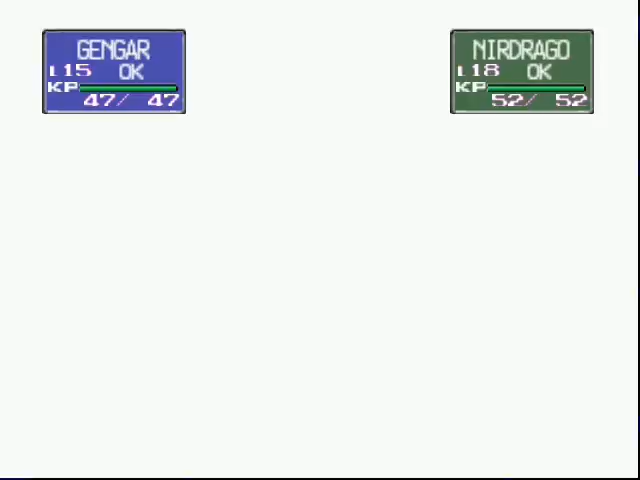 GENGAR
L15 OK
KP
47/ 47
NIRDRAGO
L18 OK
KP
52/ 52